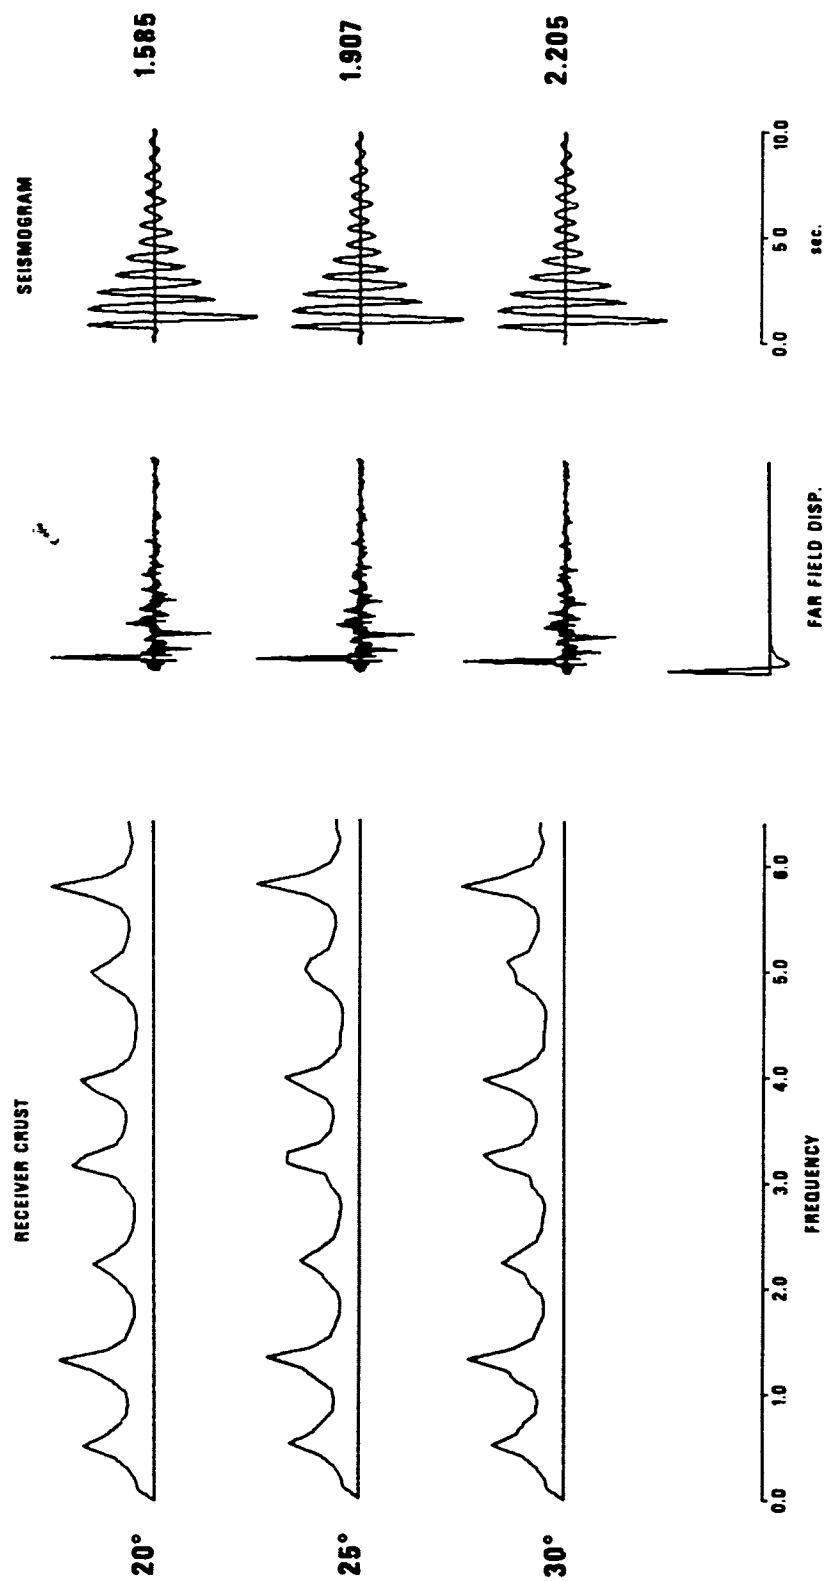 RECEIVER CRUST
SEISMOGRAM
20°
1.585
25°
1.907
30°
2.205
0.0 1.0 2.0 3.0 4.0 5.0 6.0
FREQUENCY
FAR FIELD DISP.
0.0 5 0 10.0
sec.